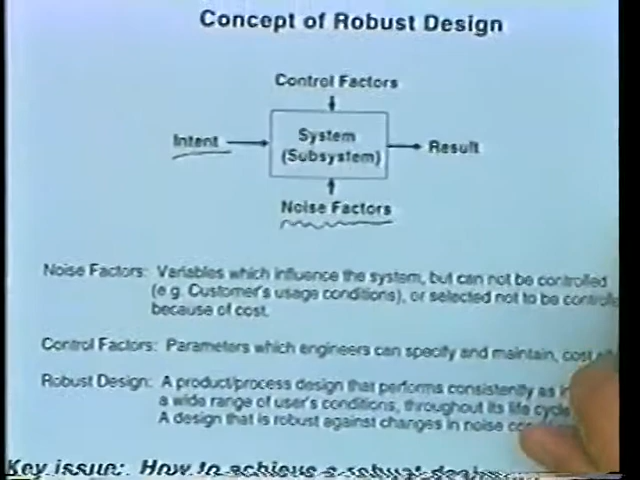 Concept of Robust Design
Control Factors
Intent
System
(Subsystem)
Result
Noise Factors
Noise Factors: Variables which influence the system, but can not be controlled
(e.g. Customer's usage conditions), or selected not to be
because of cost.
Control Factors: Parameters which engineers can specify and maintain, cost
Robust Design: A product/process design that performs consistently as
a wide range of user's conditions, throughout its life cycle
A design that is robust against changes in noise
Key issue: How to achieve a robust design